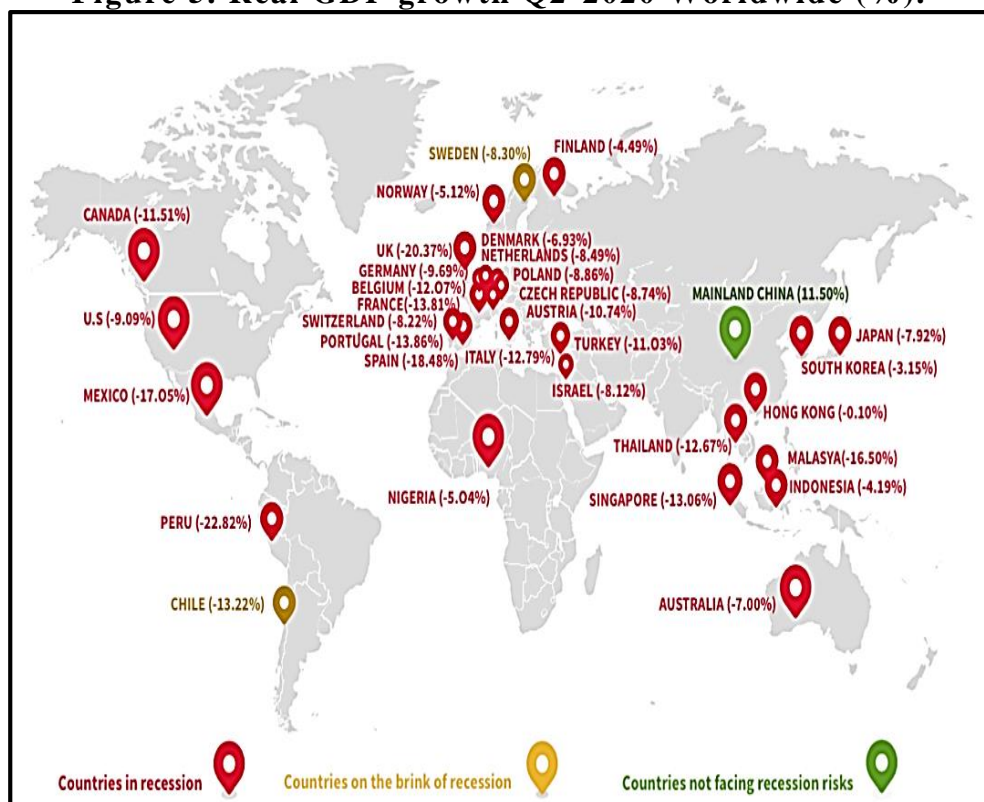 Figure 3. Real GDP growth Q2-2020 Worldwide (%).
FINLAND (-4.49%)
SWEDEN (-8.30%)
NORWAY (-5.12%)
CANADA (-11.51%)
DENMARK (-6.93%)
UK (-20.37%)
NETHERLANDS (-8.49%)
GERMANY (-9.69%)
POLAND (-8.86%)
BELGIUM (-12.07%)
CZECH REPUBLIC (-8.74%)
MAINLAND CHINA (11.50%)
FRANCE(-13.81%)
AUSTRIA (-10.74%)
U.S (-9.09%)
SWITZERLAND (-8.22%)
JAPAN (-7.92%)
PORTUGAL (-13.86%)
TURKEY (-11.03%)
SPAIN (-18.48%)
ITALY (-12.79%)
SOUTH KOREA (-3.15%)
MEXICO (-17.05%)
ISRAEL (-8.12%)
HONG KONG (-0.10%)
THAILAND (-12.67%)
MALASYA(-16.50%)
INDONESIA (-4.19%)
NIGERIA (-5.04%)
SINGAPORE (-13.06%)
PERU (-22.82%)
CHILE (-13.22%)
AUSTRALIA (-7.00%)
Countries in recession
Countries on the brink of recession
Countries not facing recession risks